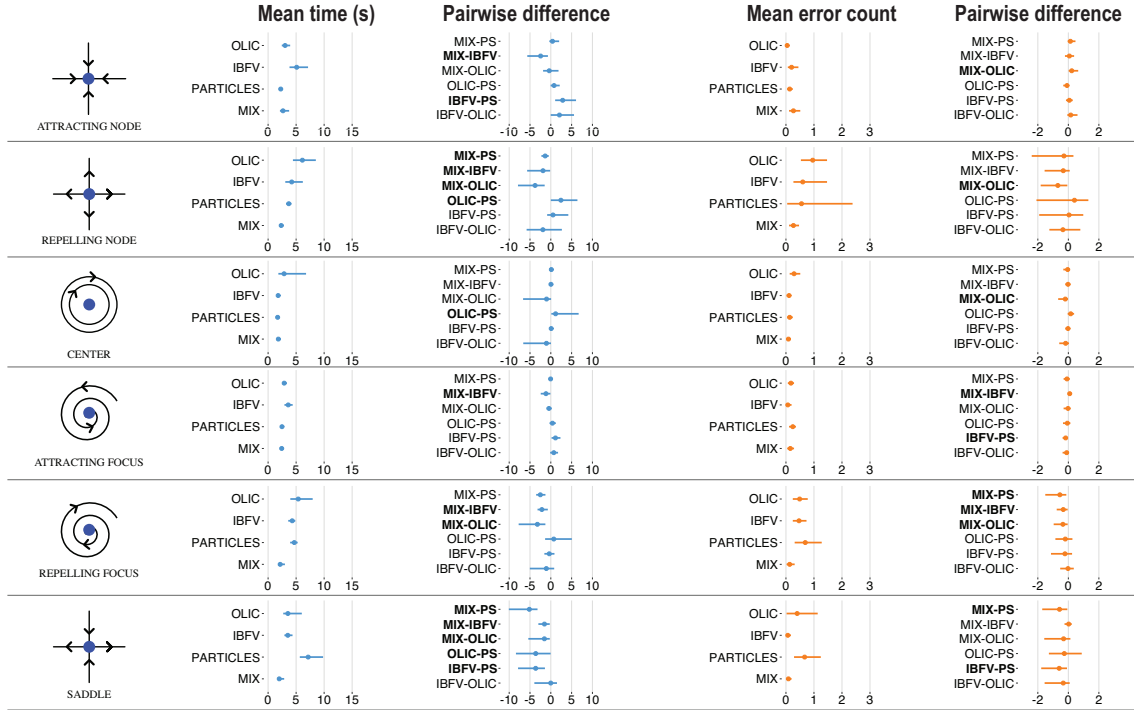 Mean time (s) Pairwise difference Mean error count Pairwise difference
OLIC MIX-PS OLIC MIX-PS
IBFV MIX-IBFV IBFV MIX-IBFV
MIX-OLIC MIX-OLIC
PARTICLES OLIC-PS PARTICLES OLIC-PS
MIX IBFV-PS MIX IBFV-PS
IBFV-OLIC IBFV-OLIC
ATTRACTING NODE
0 5 10 15 -10 -5 0 5 10 0 1 2 3 -2 0 2
OLIC MIX-PS OLIC MIX-PS
IBFV MIX-IBFV IBFV MIX-IBFV
MIX-OLIC MIX-OLIC
PARTICLES OLIC-PS PARTICLES OLIC-PS
MIX IBFV-PS MIX IBFV-PS
IBFV-OLIC IBFV-OLIC
REPELLING NODE
0 5 10 15 -10 -5 0 5 10 0 1 2 3 -2 0 2
OLIC MIX-PS OLIC MIX-PS
IBFV MIX-IBFV IBFV MIX-IBFV
MIX-OLIC MIX-OLIC
PARTICLES OLIC-PS PARTICLES OLIC-PS
MIX IBFV-PS MIX IBFV-PS
IBFV-OLIC IBFV-OLIC
CENTER
0 5 10 15 -10 -5 0 5 10 0 1 2 3 -2 0 2
OLIC MIX-PS OLIC MIX-PS
IBFV MIX-IBFV IBFV MIX-IBFV
MIX-OLIC MIX-OLIC
PARTICLES OLIC-PS PARTICLES OLIC-PS
MIX IBFV-PS MIX IBFV-PS
IBFV-OLIC IBFV-OLIC
ATTRACTING FOCUS
0 5 10 15 -10 -5 0 5 10 0 1 2 3 -2 0 2
OLIC MIX-PS OLIC MIX-PS
IBFV MIX-IBFV IBFV MIX-IBFV
MIX-OLIC MIX-OLIC
PARTICLES OLIC-PS PARTICLES OLIC-PS
MIX IBFV-PS MIX IBFV-PS
IBFV-OLIC IBFV-OLIC
REPELLING FOCUS
0 5 10 15 -10 -5 0 5 10 0 1 2 3 -2 0 2
OLIC MIX-PS OLIC MIX-PS
IBFV MIX-IBFV IBFV MIX-IBFV
MIX-OLIC MIX-OLIC
PARTICLES OLIC-PS PARTICLES OLIC-PS
MIX IBFV-PS MIX IBFV-PS
IBFV-OLIC IBFV-OLIC
SADDLE
0 5 10 15 -10 -5 0 5 10 0 1 2 3 -2 0 2